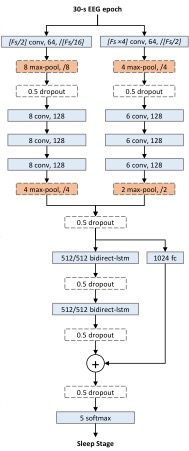 30-s EEG epoch
[Fs/2] conv, 64, /[Fs/16]
[Fs ×4] conv, 64, /[Fs/2]
8 max-pool, /8
4 max-pool, /4
0.5 dropout
0.5 dropout
8 conv, 128
6 conv, 128
8 conv, 128
6 conv, 128
8 conv, 128
6 conv, 128
4 max-pool, /4
2 max-pool, /2
0.5 dropout
512/512 bidirect-lstm
1024 fc
0.5 dropout
512/512 bidirect-lstm
0.5 dropout
+
0.5 dropout
5 softmax
Sleep Stage